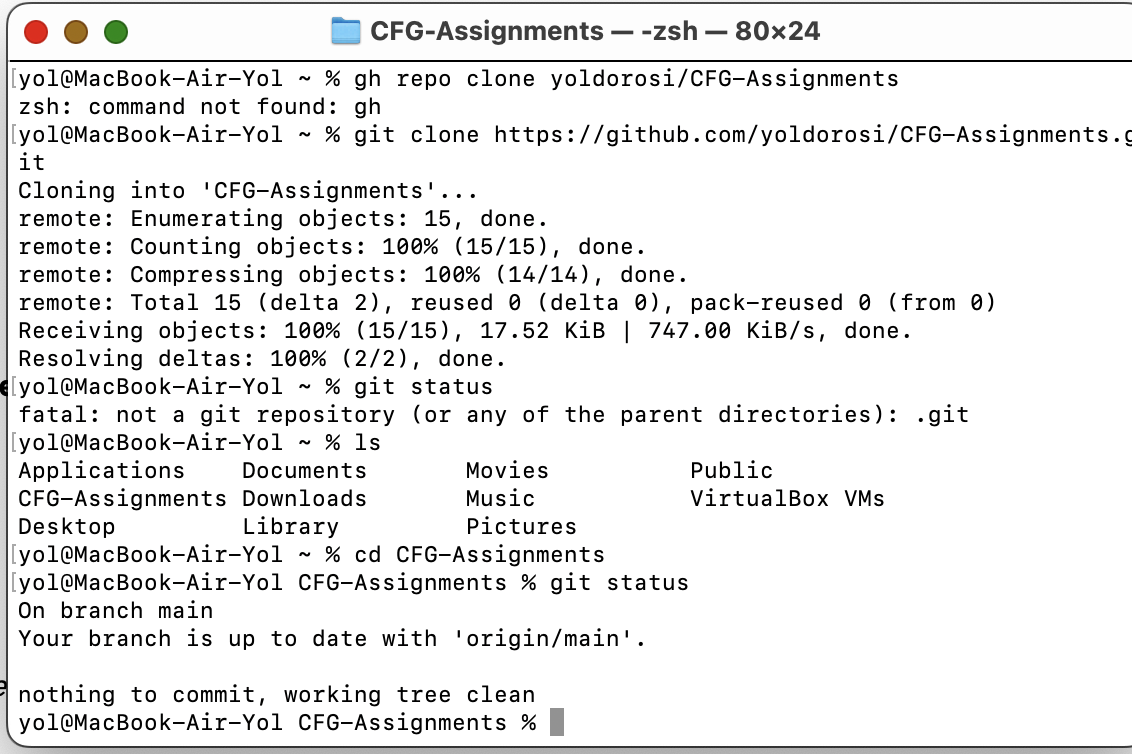 CFG-Assignments — -zsh — 80×24
[yol@MacBook-Air-Yol ~ % gh repo clone yoldorosi/CFG-Assignments
zsh: command not found: gh
[yol@MacBook-Air-Yol ~ % git clone https://github.com/yoldorosi/CFG-Assignments.g
it
Cloning into 'CFG-Assignments'...
remote: Enumerating objects: 15, done.
remote: Counting objects: 100% (15/15), done.
remote: Compressing objects: 100% (14/14), done.
remote: Total 15 (delta 2), reused 0 (delta 0), pack-reused 0 (from 0)
Receiving objects: 100% (15/15), 17.52 KiB | 747.00 KiB/s, done.
Resolving deltas: 100% (2/2), done.
[yol@MacBook-Air-Yol ~ % git status
fatal: not a git repository (or any of the parent directories): .git
[yol@MacBook-Air-Yol ~ % ls
Applications    Documents       Movies          Public
CFG-Assignments Downloads       Music           VirtualBox VMs
Desktop         Library         Pictures
[yol@MacBook-Air-Yol ~ % cd CFG-Assignments
[yol@MacBook-Air-Yol CFG-Assignments % git status
On branch main
Your branch is up to date with 'origin/main'.

nothing to commit, working tree clean
yol@MacBook-Air-Yol CFG-Assignments %